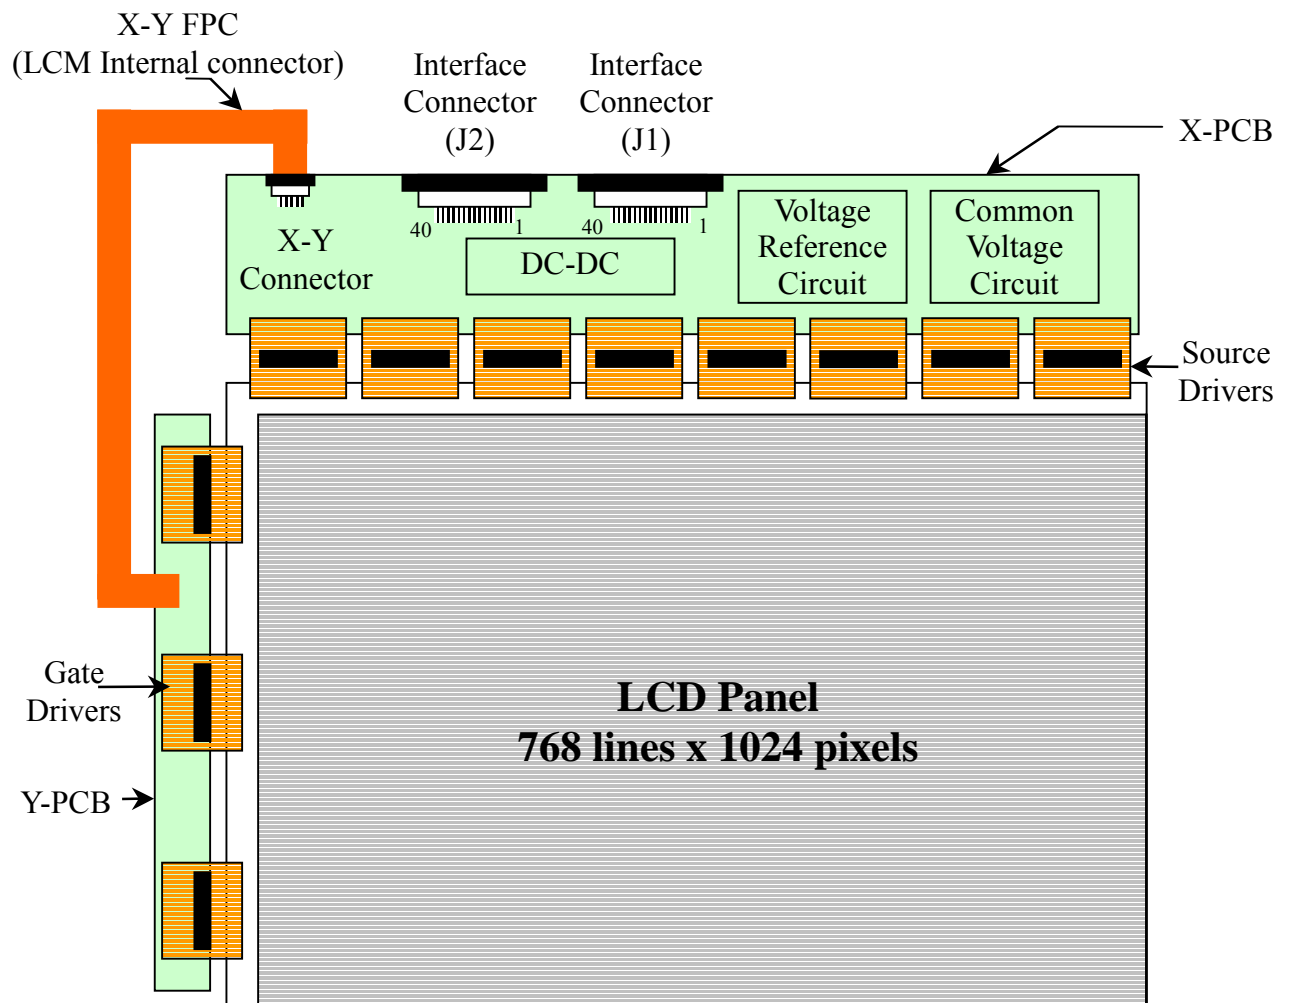 X-Y FPC
(LCM Internal connector)
Interface
Connector
(J2)
Interface
Connector
(J1)
X-PCB
40
1
40
1
X-Y
Connector
DC-DC
Voltage
Reference
Circuit
Common
Voltage
Circuit
Source
Drivers
Gate
Drivers
Y-PCB
LCD Panel
768 lines x 1024 pixels